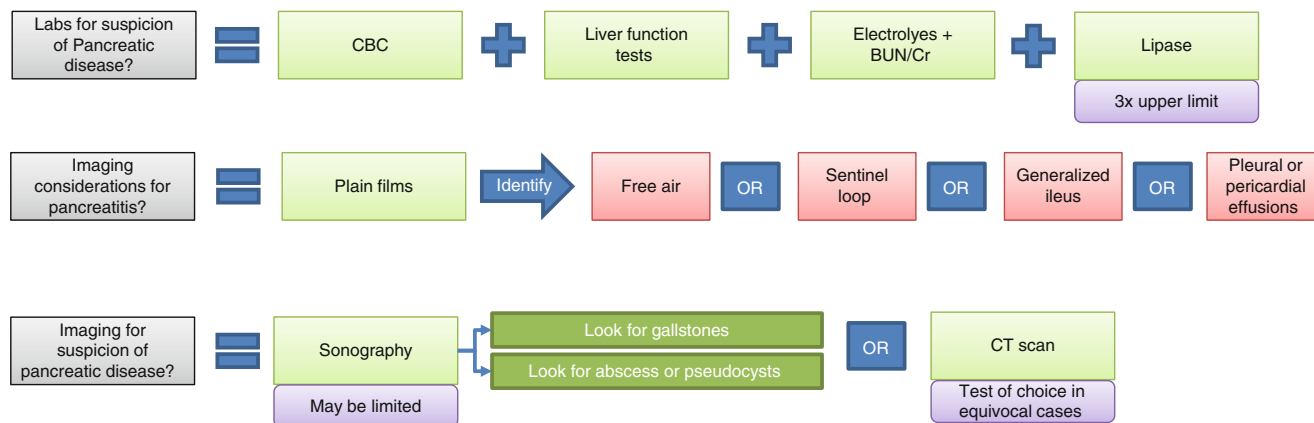 Labs for suspicion
of Pancreatic
disease?
CBC
Liver function
tests
Electrolyes +
BUN/Cr
Lipase
3x upper limit
Imaging
considerations for
pancreatitis?
Plain films
Identify
Free air
OR
Sentinel
loop
OR
Generalized
ileus
OR
Pleural or
pericardial
effusions
Imaging for
suspicion of
pancreatic disease?
Sonography
May be limited
Look for gallstones
Look for abscess or pseudocysts
OR
CT scan
Test of choice in
equivocal cases